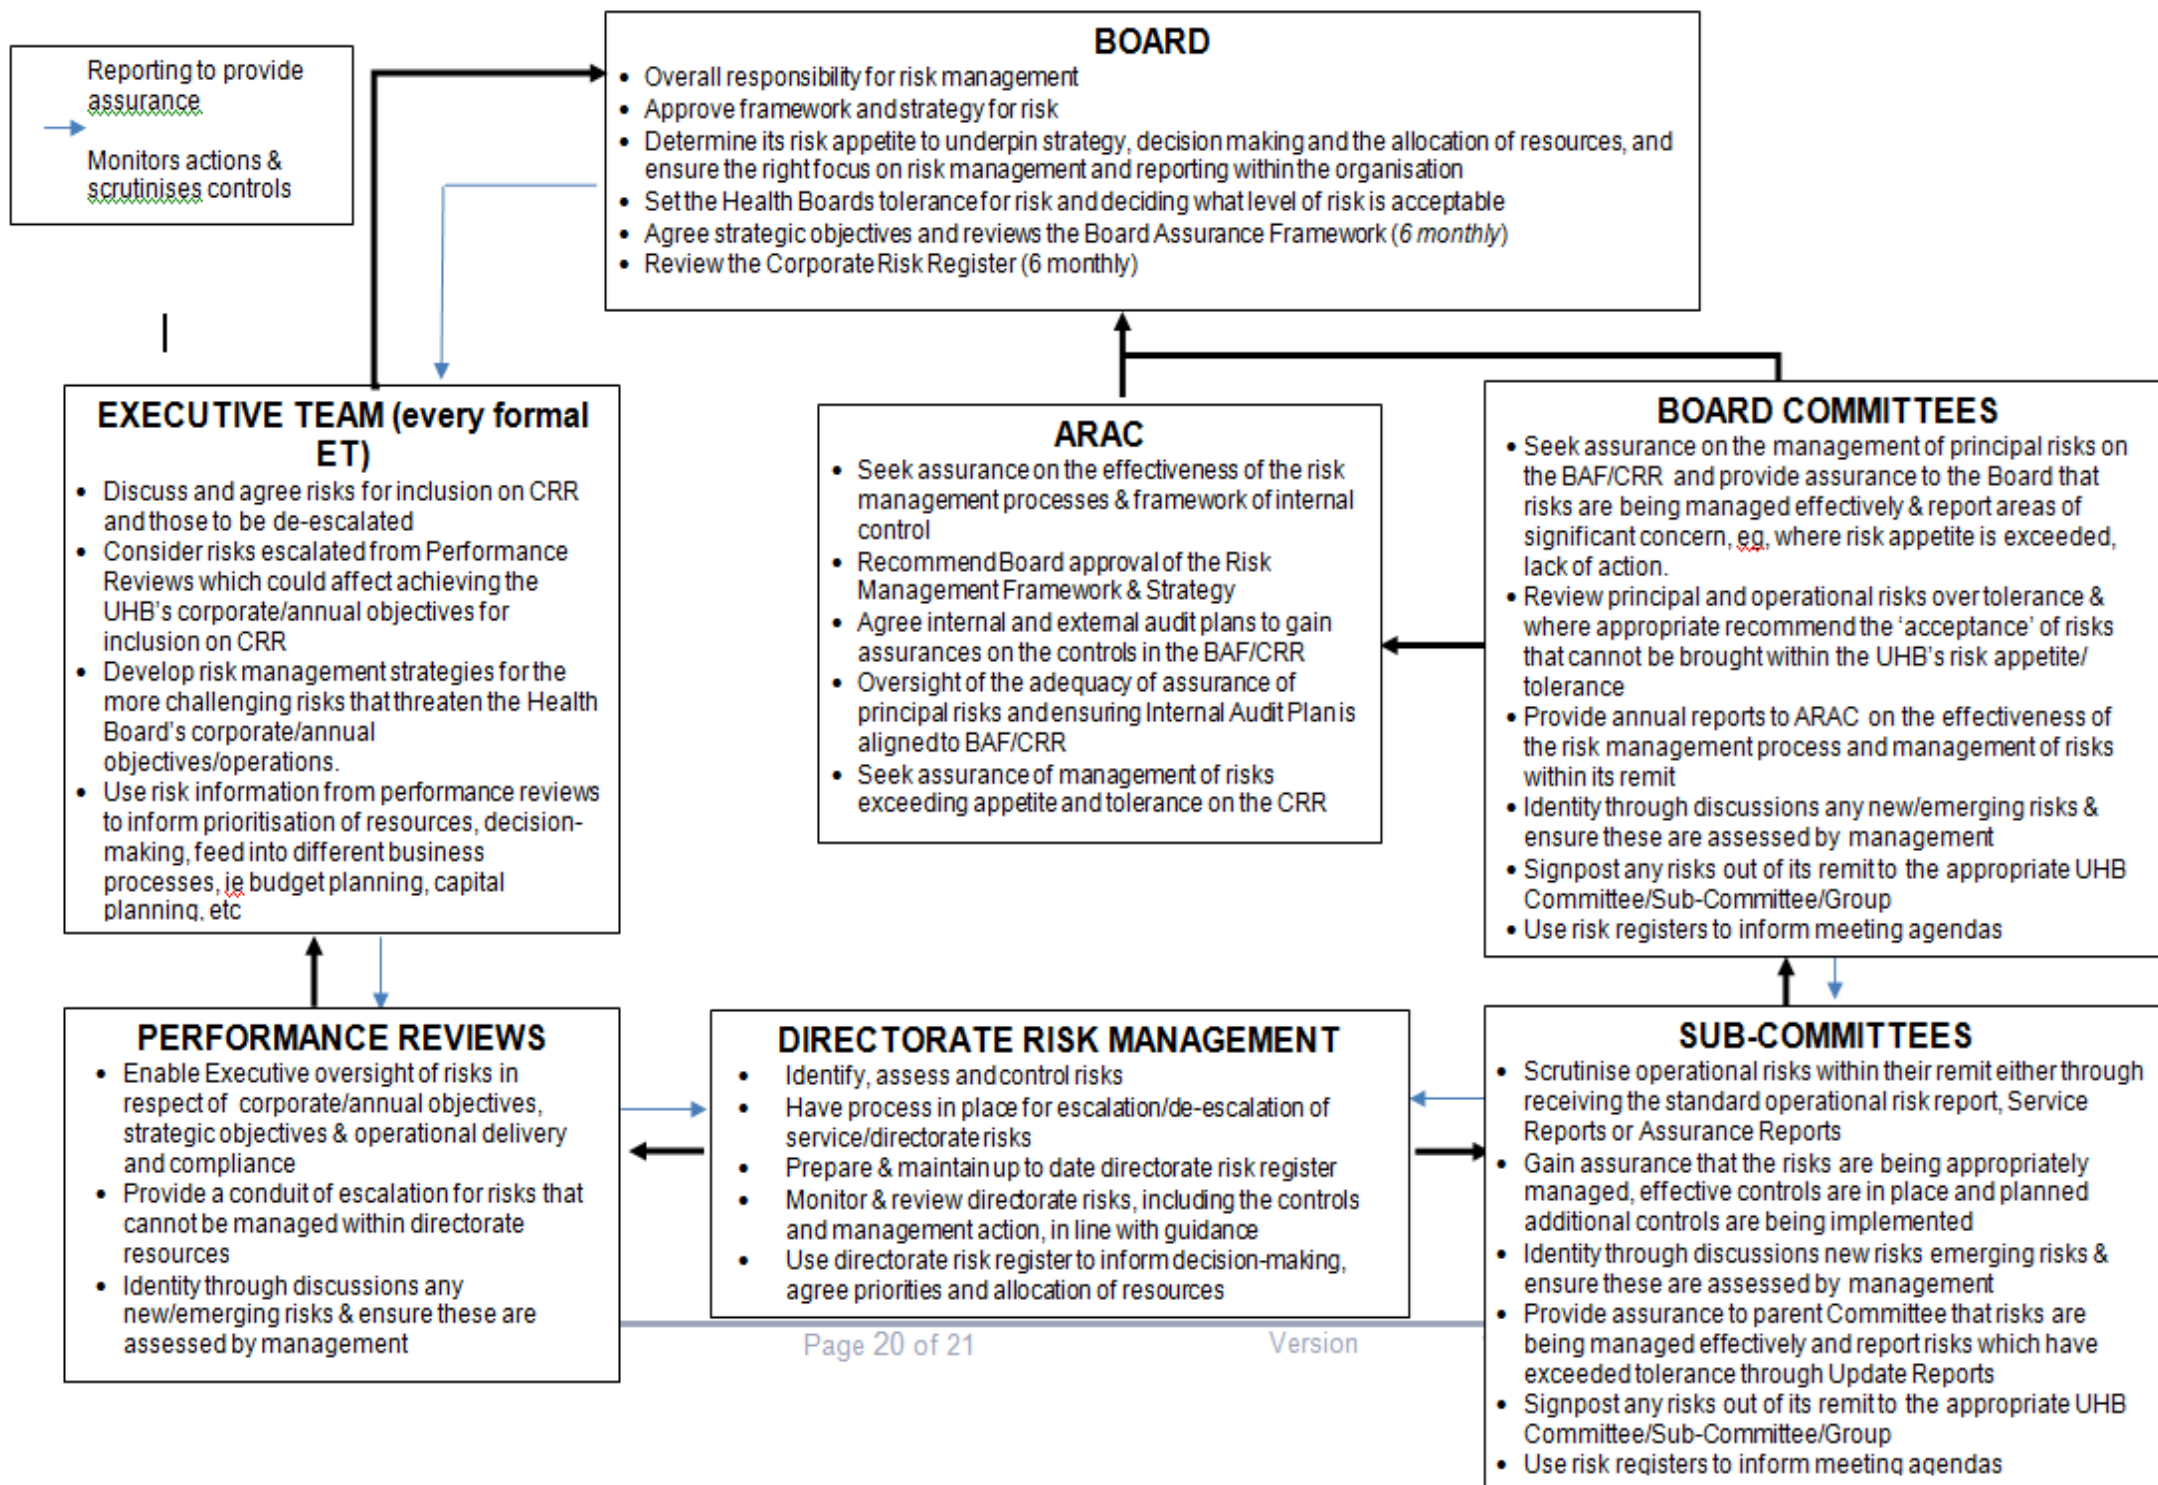 Reporting to provide
assurance
Monitors actions &
scrutinises controls
BOARD
• Overall responsibility for risk management
• Approve framework and strategy for risk
• Determine its risk appetite to underpin strategy, decision making and the allocation of resources, and
ensure the right focus on risk management and reporting within the organisation
• Set the Health Boards tolerance for risk and deciding what level of risk is acceptable
• Agree strategic objectives and reviews the Board Assurance Framework (6 monthly)
• Review the Corporate Risk Register (6 monthly)
EXECUTIVE TEAM (every formal
ET)
• Discuss and agree risks for inclusion on CRR
and those to be de-escalated
• Consider risks escalated from Performance
Reviews which could affect achieving the
UHB's corporate/annual objectives for
inclusion on CRR
• Develop risk management strategies for the
more challenging risks that threaten the Health
Board's corporate/annual
objectives/operations.
• Use risk information from performance reviews
to inform prioritisation of resources, decision-
making, feed into different business
processes, ie budget planning, capital
planning, etc
ARAC
• Seek assurance on the effectiveness of the risk
management processes & framework of internal
control
• Recommend Board approval of the Risk
Management Framework & Strategy
• Agree internal and external audit plans to gain
assurances on the controls in the BAF/CRR
• Oversight of the adequacy of assurance of
principal risks and ensuring Internal Audit Plan is
aligned to BAF/CRR
• Seek assurance of management of risks
exceeding appetite and tolerance on the CRR
BOARD COMMITTEES
• Seek assurance on the management of principal risks on
the BAF/CRR and provide assurance to the Board that
risks are being managed effectively & report areas of
significant concern, eg, where risk appetite is exceeded,
lack of action.
• Review principal and operational risks over tolerance &
where appropriate recommend the 'acceptance' of risks
that cannot be brought within the UHB's risk appetite/
tolerance
• Provide annual reports to ARAC on the effectiveness of
the risk management process and management of risks
within its remit
• Identity through discussions any new/emerging risks &
ensure these are assessed by management
• Signpost any risks out of its remit to the appropriate UHB
Committee/Sub-Committee/Group
• Use risk registers to inform meeting agendas
PERFORMANCE REVIEWS
• Enable Executive oversight of risks in
respect of corporate/annual objectives,
strategic objectives & operational delivery
and compliance
• Provide a conduit of escalation for risks that
cannot be managed within directorate
resources
• Identity through discussions any
new/emerging risks & ensure these are
assessed by management
DIRECTORATE RISK MANAGEMENT
• Identify, assess and control risks
• Have process in place for escalation/de-escalation of
service/directorate risks
• Prepare & maintain up to date directorate risk register
• Monitor & review directorate risks, including the controls
and management action, in line with guidance
• Use directorate risk register to inform decision-making,
agree priorities and allocation of resources
SUB-COMMITTEES
• Scrutinise operational risks within their remit either through
receiving the standard operational risk report, Service
Reports or Assurance Reports
• Gain assurance that the risks are being appropriately
managed, effective controls are in place and planned
additional controls are being implemented
• Identity through discussions new risks emerging risks &
ensure these are assessed by management
• Provide assurance to parent Committee that risks are
being managed effectively and report risks which have
exceeded tolerance through Update Reports
• Signpost any risks out of its remit to the appropriate UHB
Committee/Sub-Committee/Group
• Use risk registers to inform meeting agendas
Page 20 of 21 Version